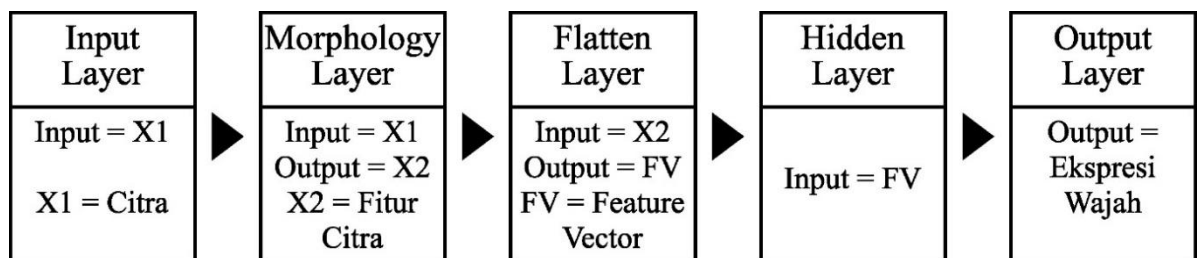 Input
Layer
Input = X1
X1 = Citra
Morphology
Layer
Input = X1
Output = X2
X2 = Fitur
Citra
Flatten
Layer
Input = X2
Output = FV
FV = Feature
Vector
Hidden
Layer
Input = FV
Output
Layer
Output =
Ekspresi
Wajah